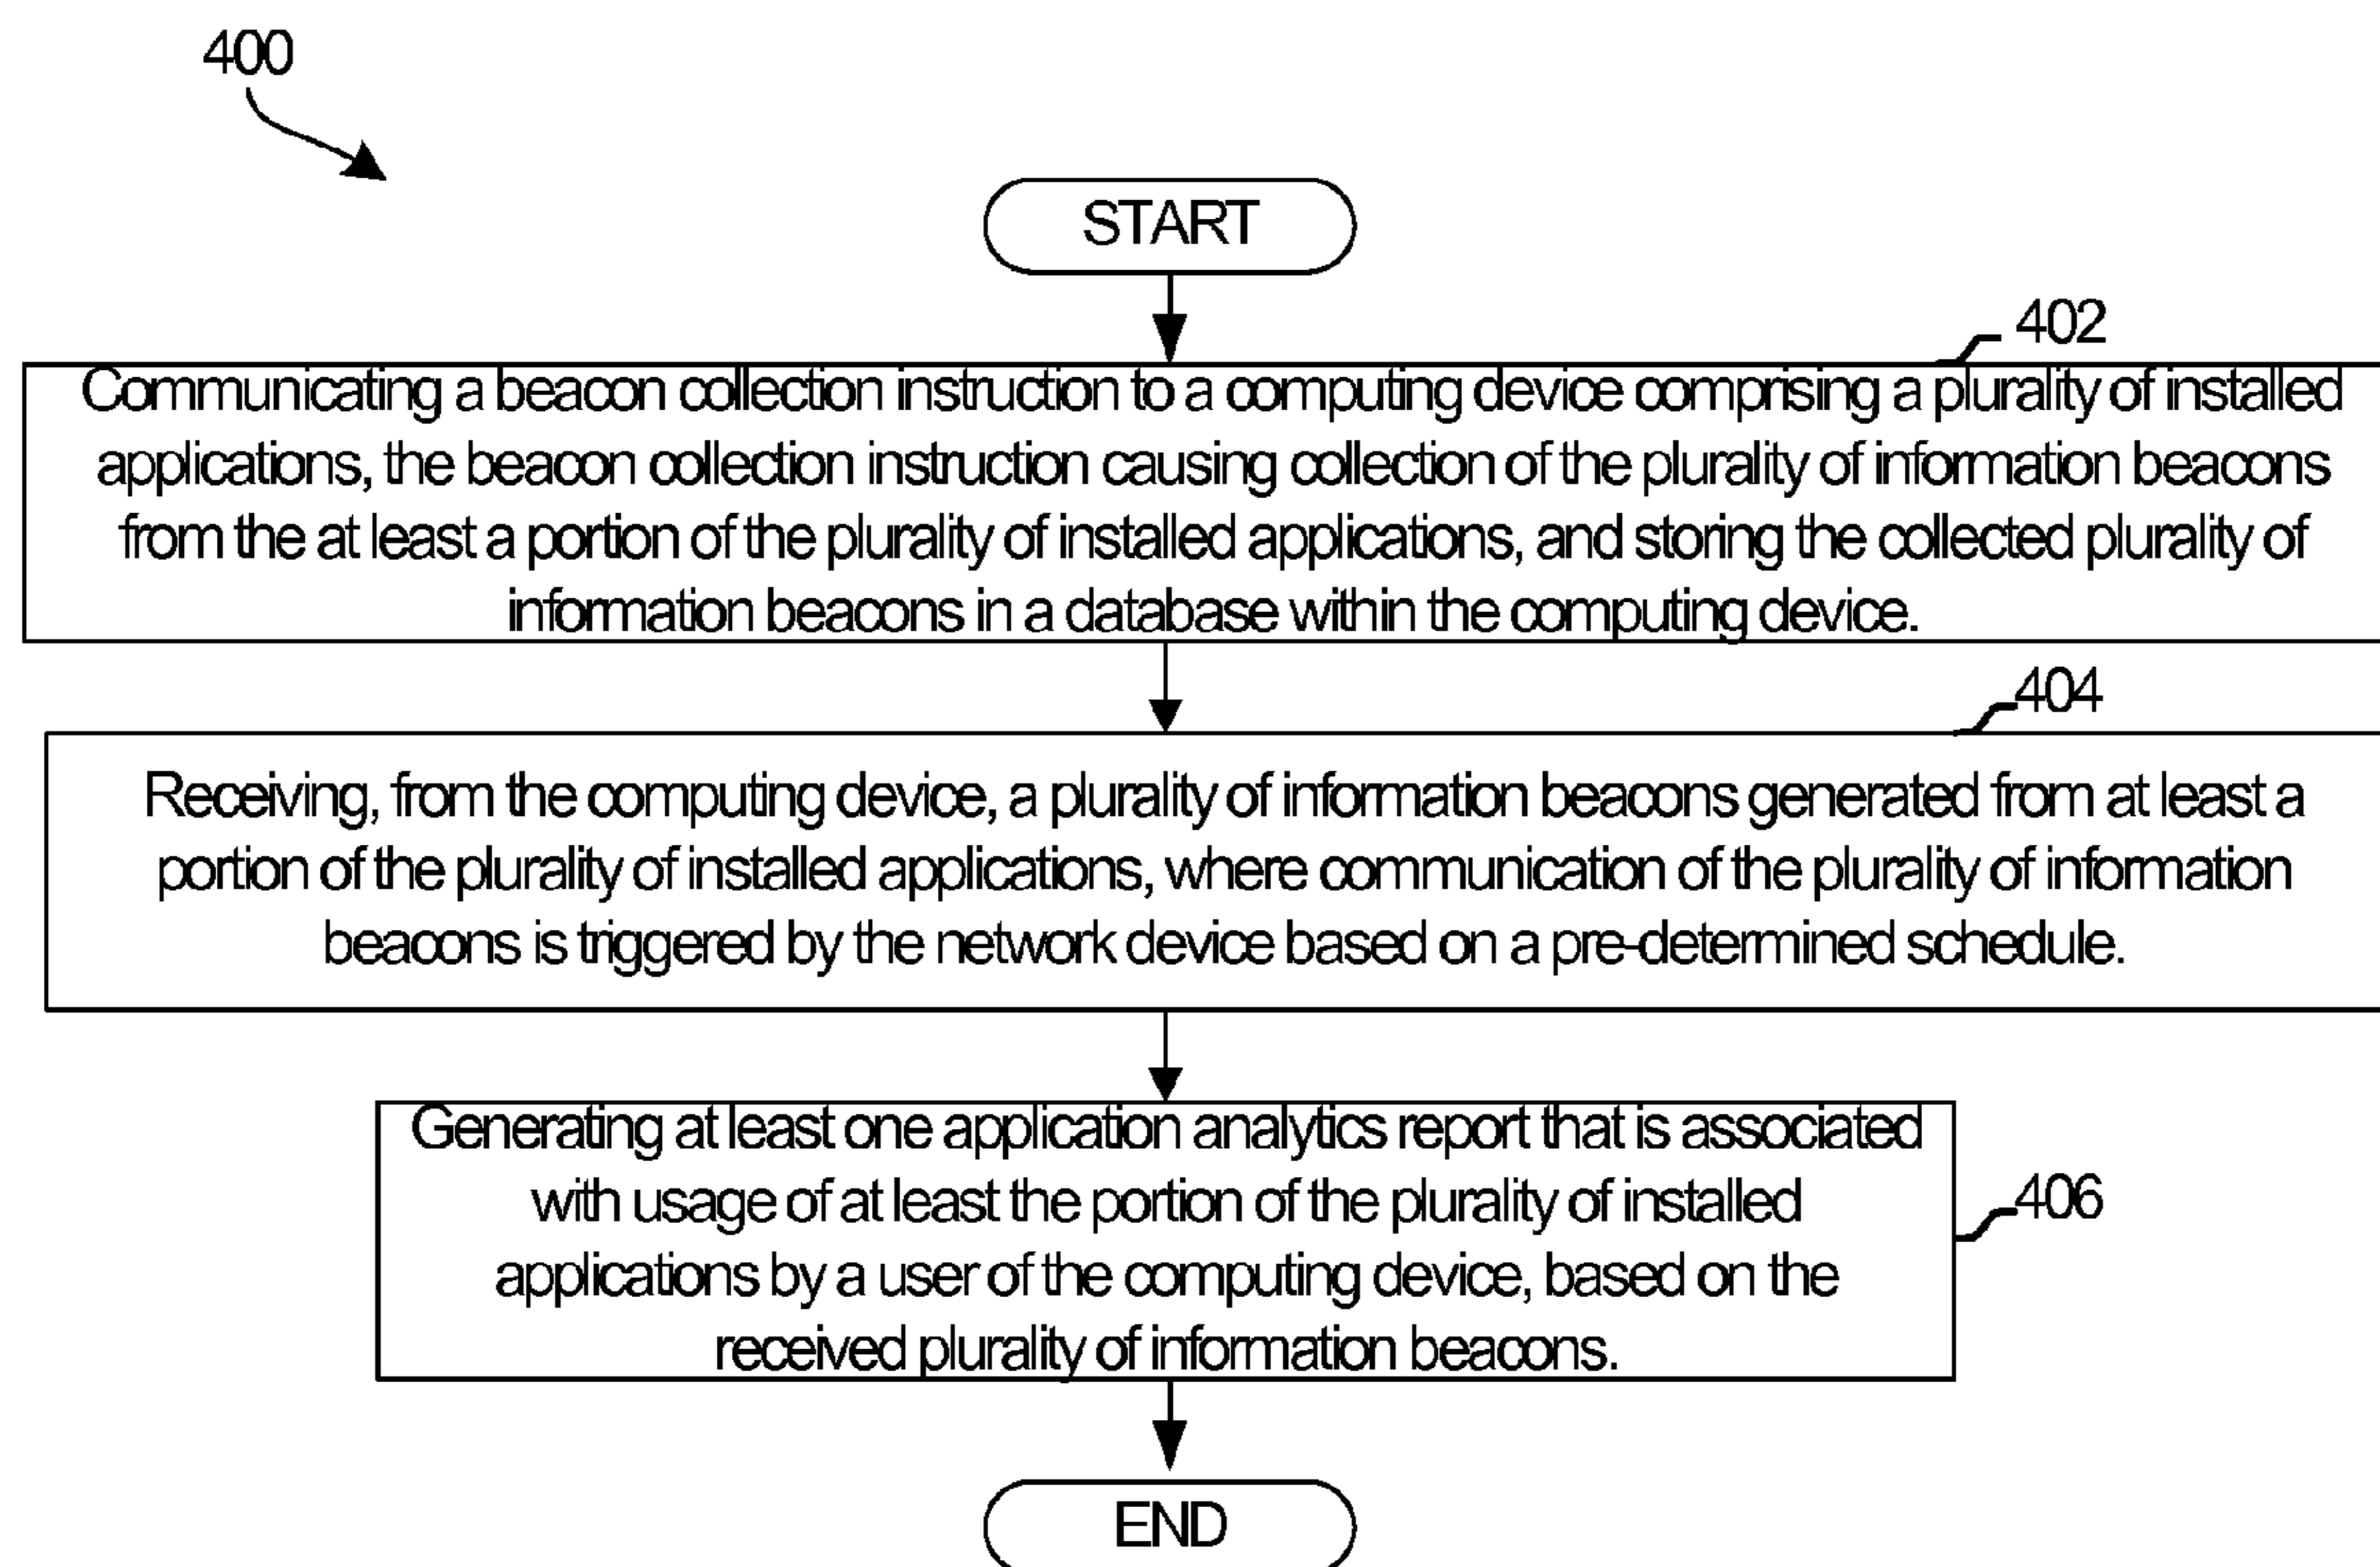 400
START
402
Communicating a beacon collection instruction to a computing device comprising a plurality of installed
applications, the beacon collection instruction causing collection of the plurality of information beacons
from the at least a portion of the plurality of installed applications, and storing the collected plurality of
information beacons in a database within the computing device.
404
Receiving, from the computing device, a plurality of information beacons generated from at least a
portion of the plurality of installed applications, where communication of the plurality of information
beacons is triggered by the network device based on a pre-determined schedule.
Generating at least one application analytics report that is associated
with usage of at least the portion of the plurality of installed
applications by a user of the computing device, based on the
received plurality of information beacons.
406
END